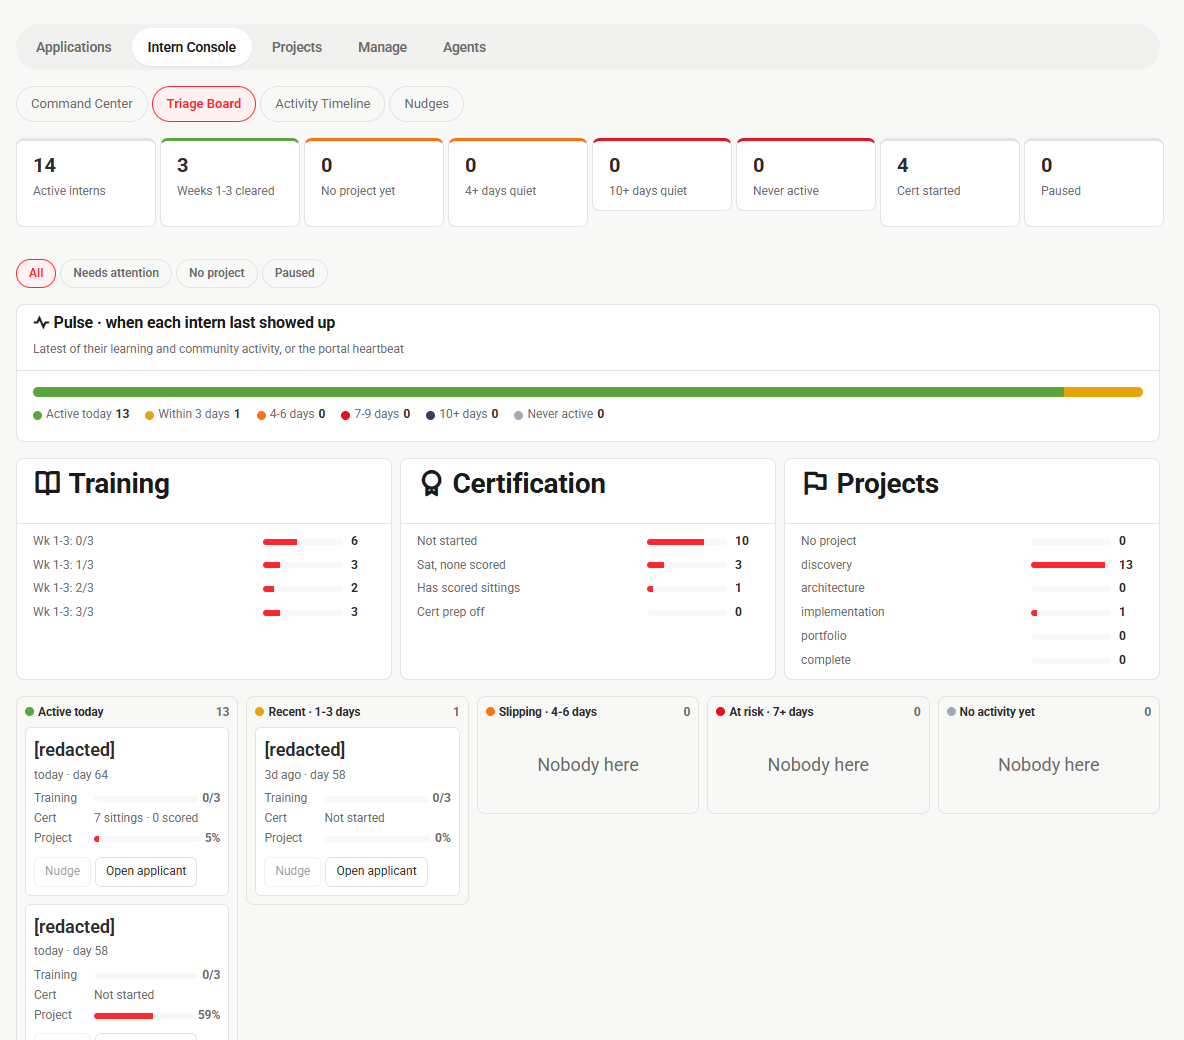 Applications Intern Console Projects Manage Agents
Command Center Triage Board Activity Timeline Nudges
14 3 0 0 0 0 4 0
Active interns Weeks 1-3 cleared No project yet 4+ days quiet 10+ days quiet Never active Cert started Paused
All Needs attention No project Paused
Pulse · when each intern last showed up
Latest of their learning and community activity, or the portal heartbeat
Active today 13 Within 3 days 1 4-6 days 0 7-9 days 0 10+ days 0 Never active 0
Training
Wk 1-3: 0/3 6
Wk 1-3: 1/3 3
Wk 1-3: 2/3 2
Wk 1-3: 3/3 3
Certification
Not started 10
Sat, none scored 3
Has scored sittings 1
Cert prep off 0
Projects
No project 0
discovery 13
architecture 0
implementation 1
portfolio 0
complete 0
Active today 13
[redacted]
today · day 64
Training 0/3
Cert 7 sittings · 0 scored
Project 5%
Nudge Open applicant
[redacted]
today · day 58
Training 0/3
Cert Not started
Project 59%
Recent · 1-3 days 1
[redacted]
3d ago · day 58
Training 0/3
Cert Not started
Project 0%
Nudge Open applicant
Slipping · 4-6 days 0
Nobody here
At risk · 7+ days 0
Nobody here
No activity yet 0
Nobody here